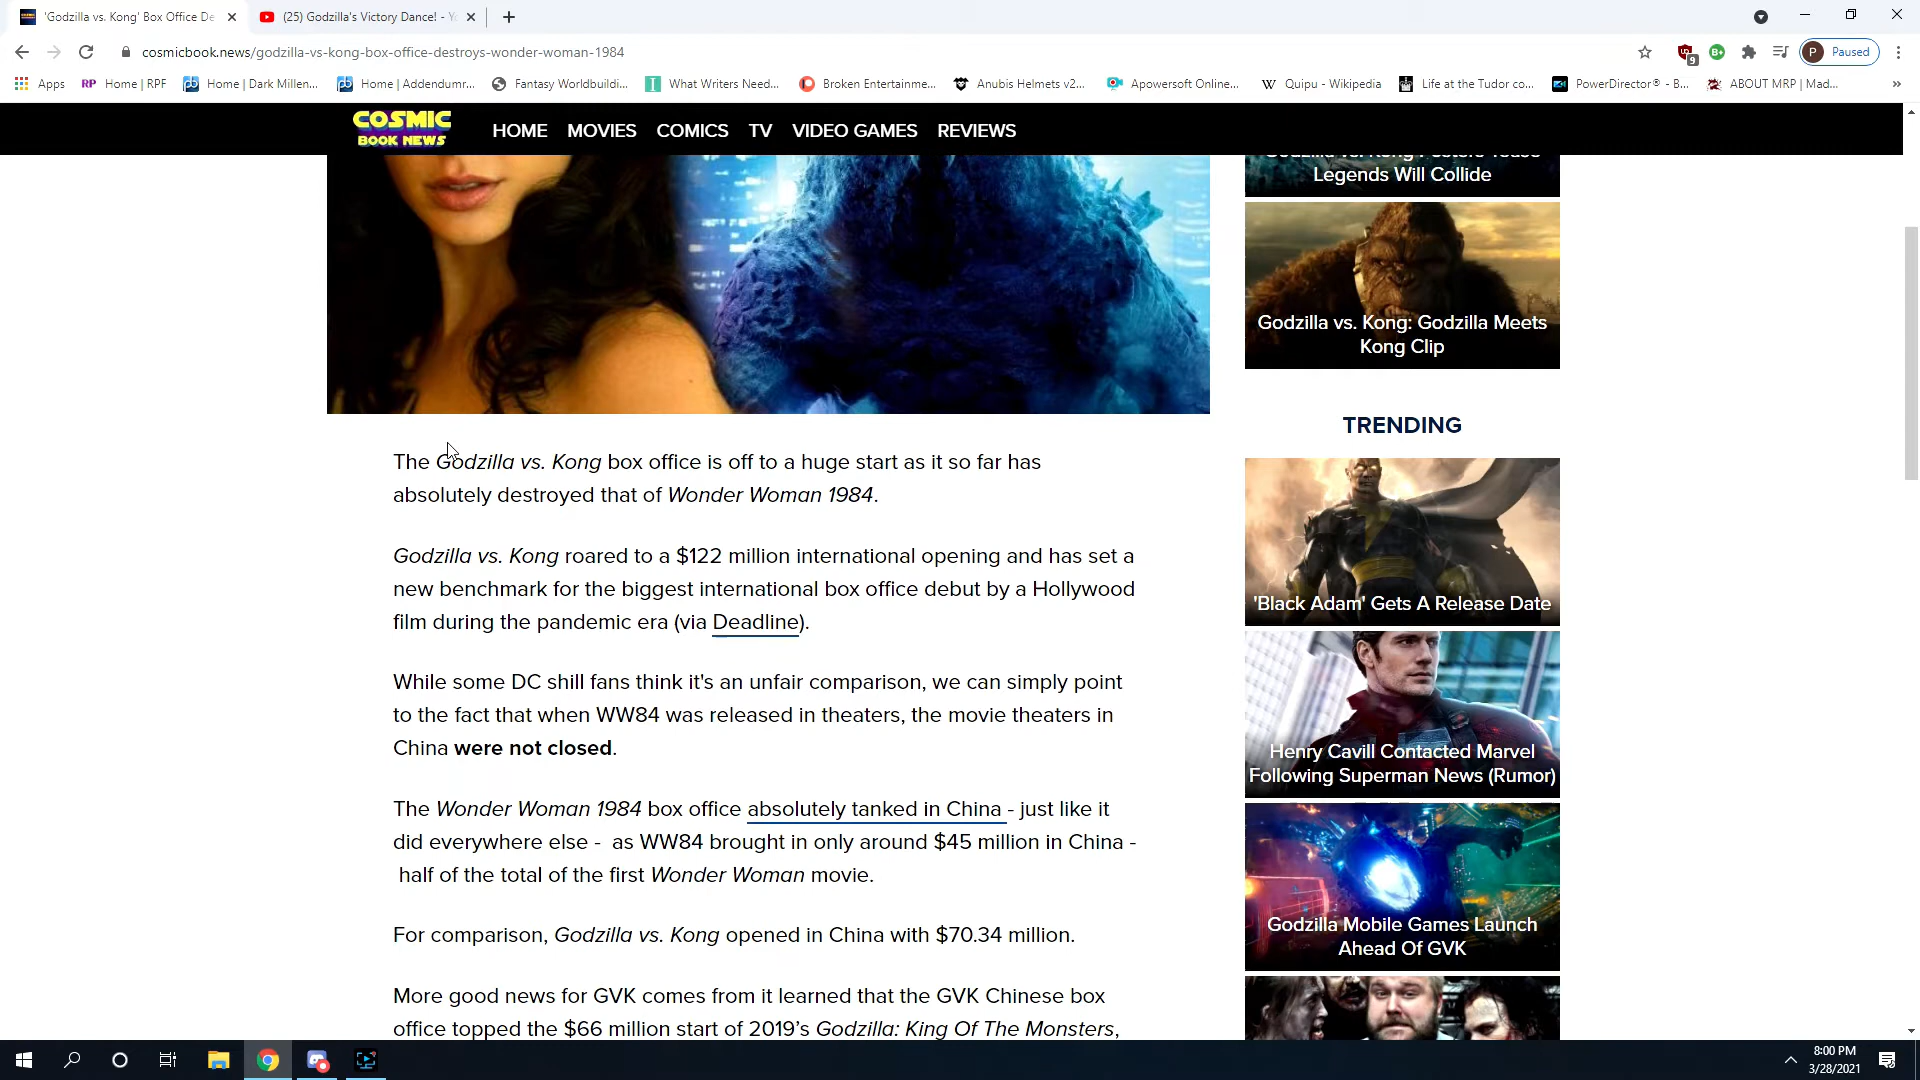 'Godzilla vs. Kong' Box Office De
(25) Godzilla's Victory Dance! - Yo
cosmicbook.news/godzilla-vs-kong-box-office-destroys-wonder-woman-1984
9
P Paused
Apps
RP Home | RPF
Home | Dark Millen...
Home | Addendumr...
Fantasy Worldbuildi...
What Writers Need...
Broken Entertainme...
Anubis Helmets v2...
Apowersoft Online...
W Quipu - Wikipedia
Life at the Tudor co...
PowerDirector® - B...
ABOUT MRP | Mad...
COSMIC
BOOK NEWS
HOME MOVIES COMICS TV VIDEO GAMES REVIEWS
Godzilla vs. Kong Posters Tease
Legends Will Collide
Godzilla vs. Kong: Godzilla Meets
Kong Clip
The Godzilla vs. Kong box office is off to a huge start as it so far has
absolutely destroyed that of Wonder Woman 1984.
Godzilla vs. Kong roared to a $122 million international opening and has set a
new benchmark for the biggest international box office debut by a Hollywood
film during the pandemic era (via Deadline).
While some DC shill fans think it's an unfair comparison, we can simply point
to the fact that when WW84 was released in theaters, the movie theaters in
China were not closed.
The Wonder Woman 1984 box office absolutely tanked in China - just like it
did everywhere else - as WW84 brought in only around $45 million in China -
half of the total of the first Wonder Woman movie.
For comparison, Godzilla vs. Kong opened in China with $70.34 million.
More good news for GVK comes from it learned that the GVK Chinese box
office topped the $66 million start of 2019's Godzilla: King Of The Monsters,
TRENDING
'Black Adam' Gets A Release Date
Henry Cavill Contacted Marvel
Following Superman News (Rumor)
Godzilla Mobile Games Launch
Ahead Of GVK
8:00 PM
3/28/2021